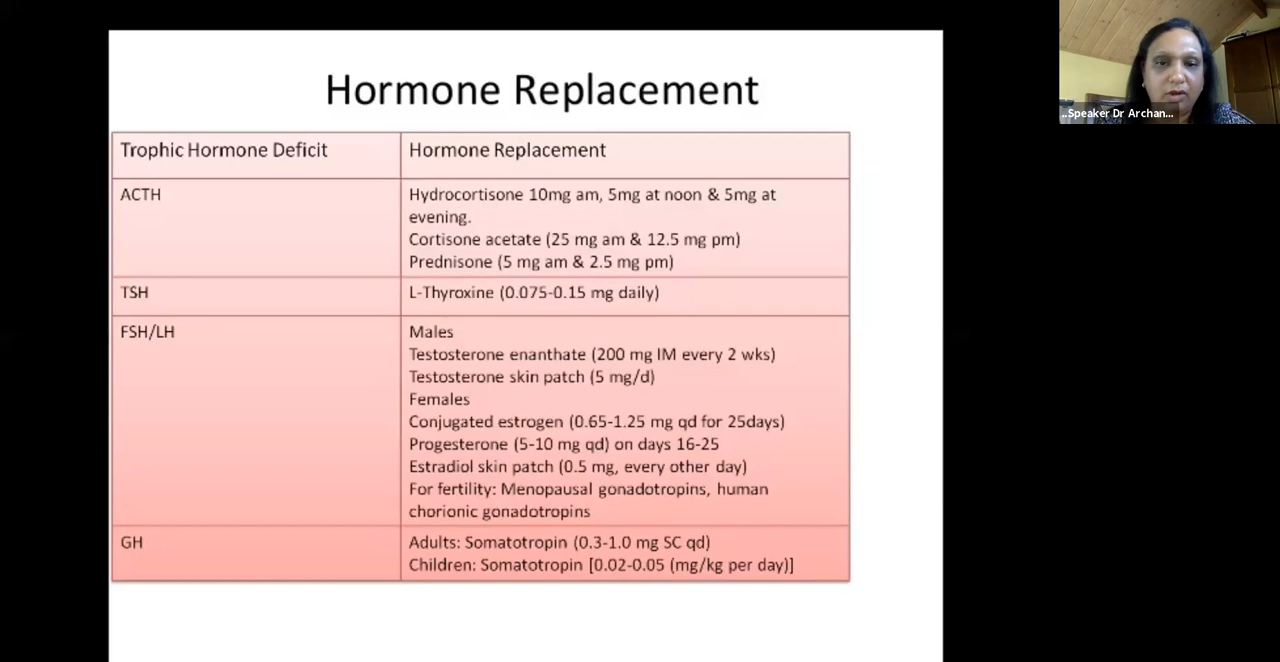 Hormone Replacement
Trophic Hormone Deficit
Hormone Replacement
ACTH
Hydrocortisone 10mg am, 5mg at noon & 5mg at
evening.
Cortisone acetate (25 mg am & 12.5 mg pm)
Prednisone (5 mg am & 2.5 mg pm)
TSH
L-Thyroxine (0.075-0.15 mg daily)
FSH/LH
Males
Testosterone enanthate (200 mg IM every 2 wks)
Testosterone skin patch (5 mg/d)
Females
Conjugated estrogen (0.65-1.25 mg qd for 25days)
Progesterone (5-10 mg qd) on days 16-25
Estradiol skin patch (0.5 mg, every other day)
For fertility: Menopausal gonadotropins, human
chorionic gonadotropins
GH
Adults: Somatotropin (0.3-1.0 mg SC qd)
Children: Somatotropin [0.02-0.05 (mg/kg per day)]
..Speaker Dr Archan...